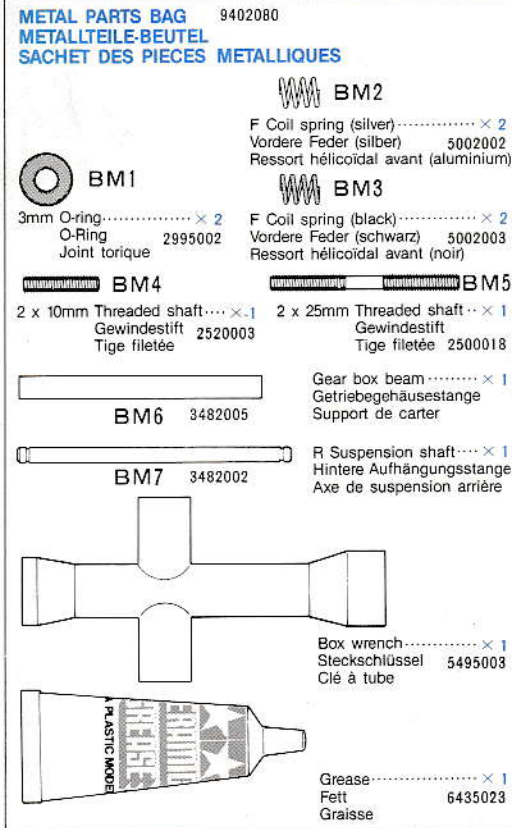 METAL PARTS BAG 9402080
METALLTEILE-BEUTEL
SACHET DES PIECES METALLIQUES
BM2
F Coil spring (silver)·············· × 2
Vordere Feder (silber) 5002002
Ressort hélicoïdal avant (aluminium)
BM1
3mm O-ring··············· × 2
O-Ring 2995002
Joint torique
BM3
F Coil spring (black)·············· × 2
Vordere Feder (schwarz) 5002003
Ressort hélicoïdal avant (noir)
BM4
2 x 10mm Threaded shaft···· × 1
Gewindestift 2520003
Tige filetée
BM5
2 x 25mm Threaded shaft·· × 1
Gewindestift
Tige filetée 2500018
BM6 3482005
Gear box beam········ × 1
Getriebegehäusestange
Support de carter
BM7 3482002
R Suspension shaft···· × 1
Hintere Aufhängungsstange
Axe de suspension arrière
Box wrench············ × 1
Steckschlüssel 5495003
Clé à tube
A PLASTIC MODEL
GREASE
Grease················· × 1
Fett 6435023
Graisse